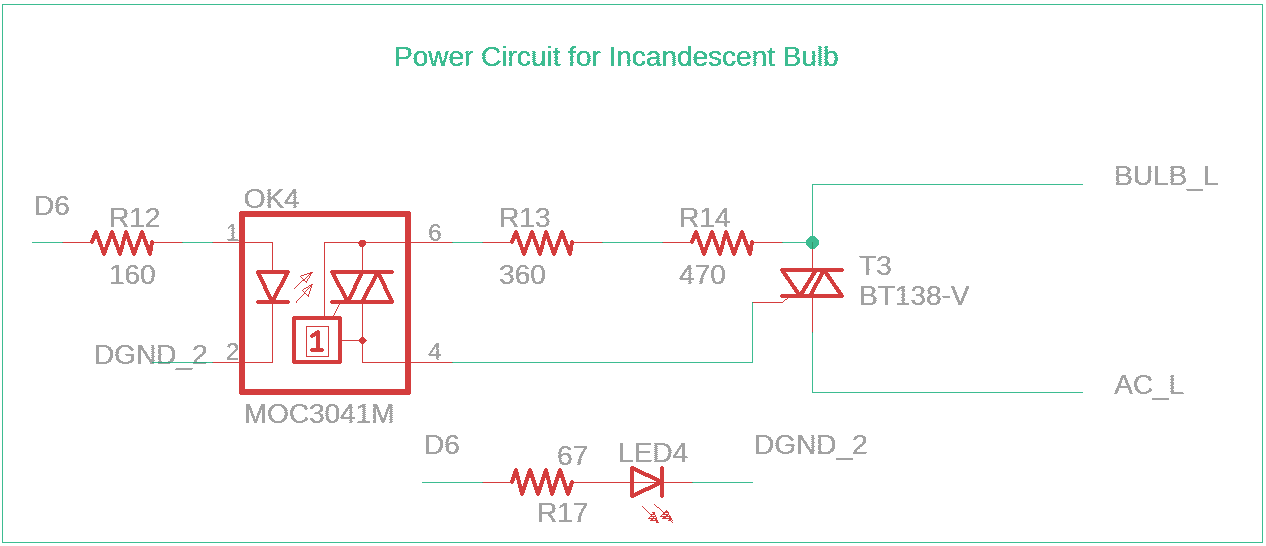 Power Circuit for Incandescent Bulb
BULB_L
D6
OK4
R12
1
6
R13
R14
160
360
470
T3
BT138-V
1
DGND_2
2
4
AC_L
MOC3041M
D6
67
LED4
DGND_2
R17